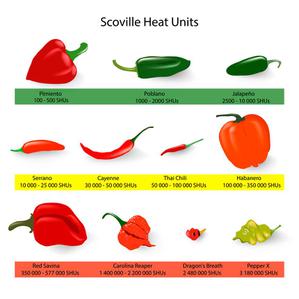 Scoville Heat Units
Pimiento Poblano Jalapeño
100 - 500 SHUs 1000 - 2000 SHUs 2500 - 10 000 SHUs
Serrano Cayenne Thai Chili Habanero
10 000 - 25 000 SHUs 30 000 - 50 000 SHUs 50 000 - 100 000 SHUs 100 000 - 350 000 SHUs
Red Savina Carolina Reaper Dragon's Breath Pepper X
350 000 - 577 000 SHUs 1 400 000 - 2 200 000 SHUs 2 480 000 SHUs 3 180 000 SHUs